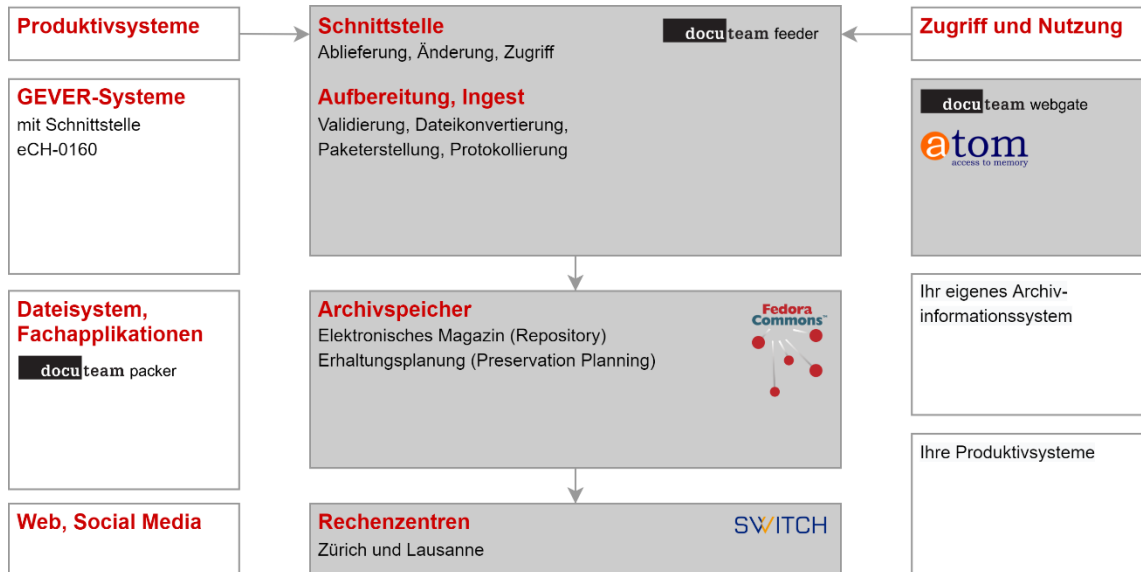 Produktivsysteme
GEVER-Systeme
mit Schnittstelle
eCH-0160
Dateisystem,
Fachapplikationen
docuteam packer
Web, Social Media
Schnittstelle
Ablieferung, Änderung, Zugriff
docuteam feeder
Aufbereitung, Ingest
Validierung, Dateikonvertierung,
Paketerstellung, Protokollierung
Archivspeicher
Elektronisches Magazin (Repository)
Erhaltungsplanung (Preservation Planning)
Fedora
Commons™
Rechenzentren
Zürich und Lausanne
SWITCH
Zugriff und Nutzung
docuteam webgate
atom
access to memory
Ihr eigenes Archiv-
informationssystem
Ihre Produktivsysteme